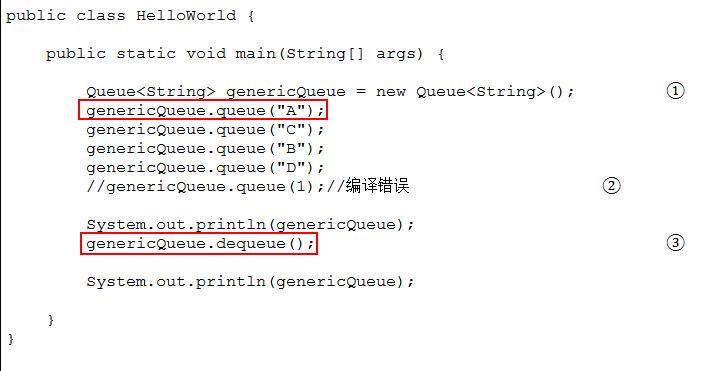 public class HelloWorld {
public static void main(String[] args) {
Queue<String> genericQueue = new Queue<String>(); ①
genericQueue.queue("A");
genericQueue.queue("C");
genericQueue.queue("B");
genericQueue.queue("D");
//genericQueue.queue(1);//编译错误 ②
System.out.println(genericQueue);
genericQueue.dequeue(); ③
System.out.println(genericQueue);
}
}